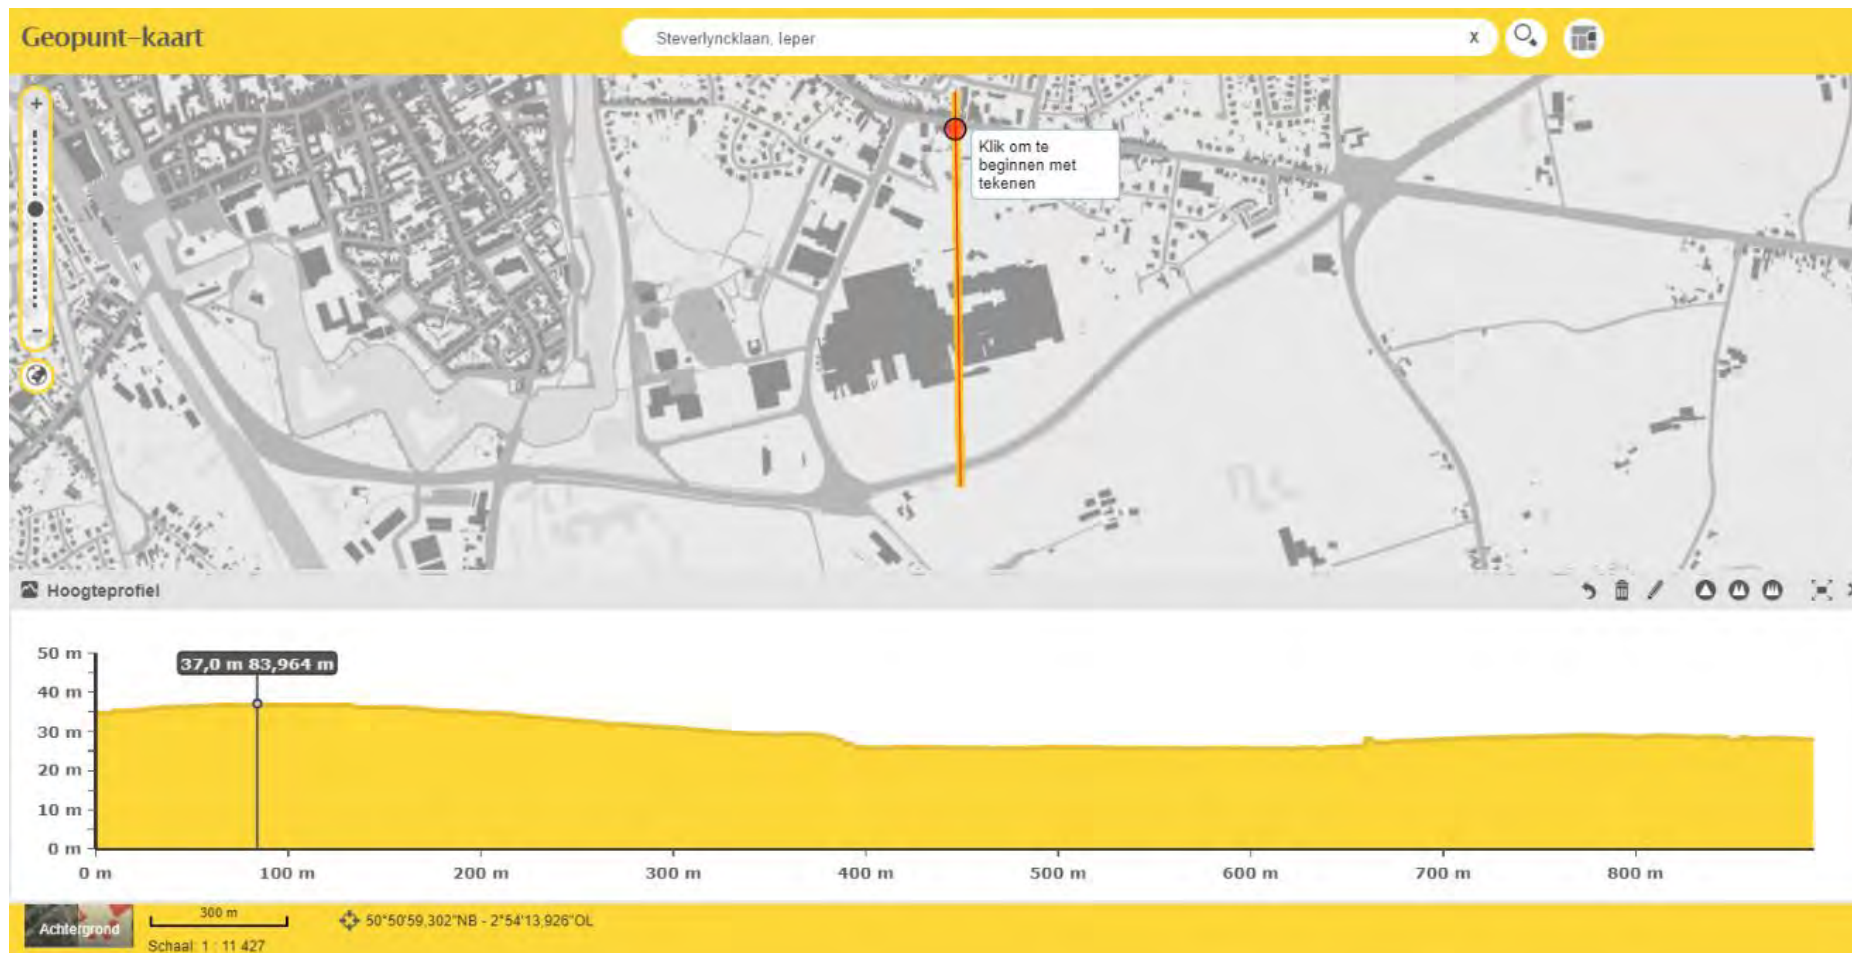 Geopunt-kaart
Steverlyncklaan, Ieper
x
+
Klik om te
beginnen met
tekenen
-
Hoogteprofiel
50 m
37,0 m 83,964 m
40 m
30 m
20 m
10 m
0 m
0 m 100 m 200 m 300 m 400 m 500 m 600 m 700 m 800 m
Achtergrond
300 m
50°50'59,302"NB - 2°54'13,926"OL
Schaal: 1 : 11 427